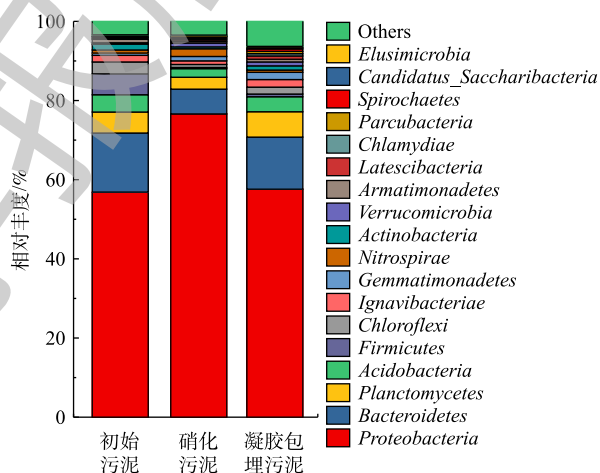 100
80
60
40
20
0
相对丰度/%
初始
污泥
硝化
污泥
凝胶包
埋污泥
Others
Elusimicrobia
Candidatus_Saccharibacteria
Spirochaetes
Parcubacteria
Chlamydiae
Latescibacteria
Armatimonadetes
Verrucomicrobia
Actinobacteria
Nitrospirae
Gemmatimonadetes
Ignavibacteriae
Chloroflexi
Firmicutes
Acidobacteria
Planctomycetes
Bacteroidetes
Proteobacteria